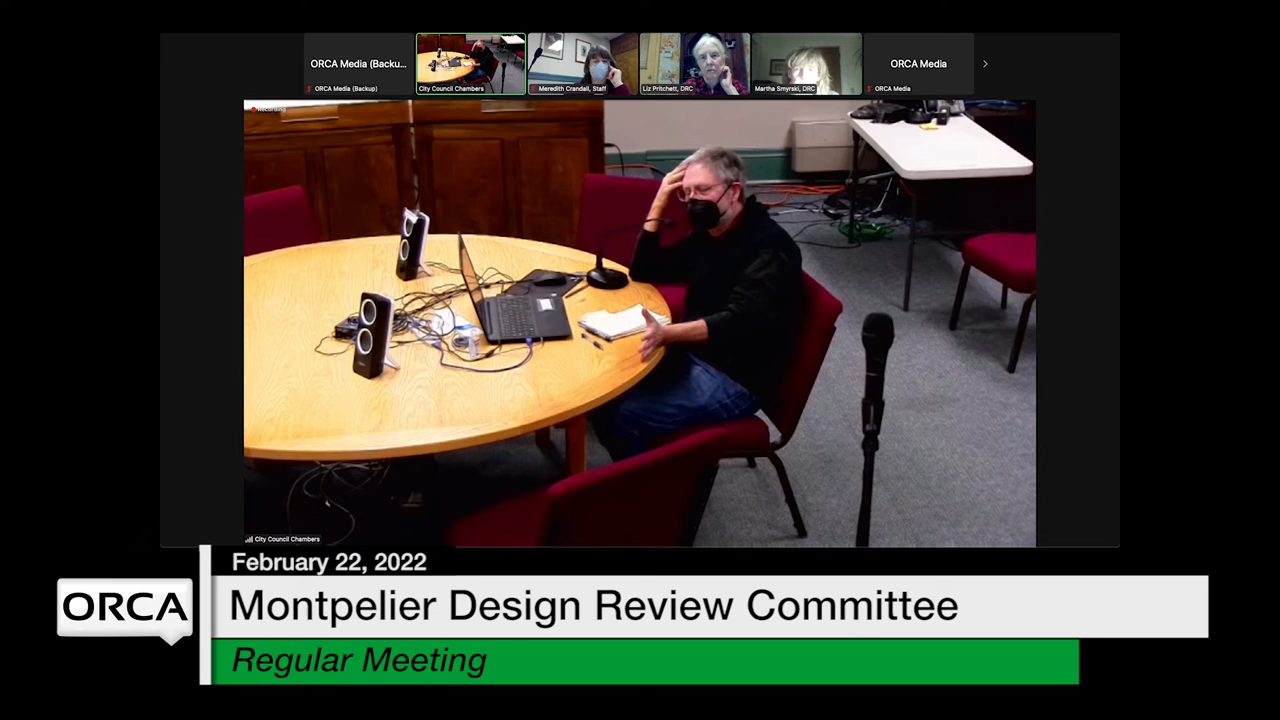 ORCA Media (Backu...
ORCA Media (Backup)
City Council Chambers
Meredith Crandall, Staff
Liz Pritchett, DRC
Martha Smyrski, DRC
ORCA Media
ORCA Media
Recording
City Council Chambers
February 22, 2022
ORCA
Montpelier Design Review Committee
Regular Meeting